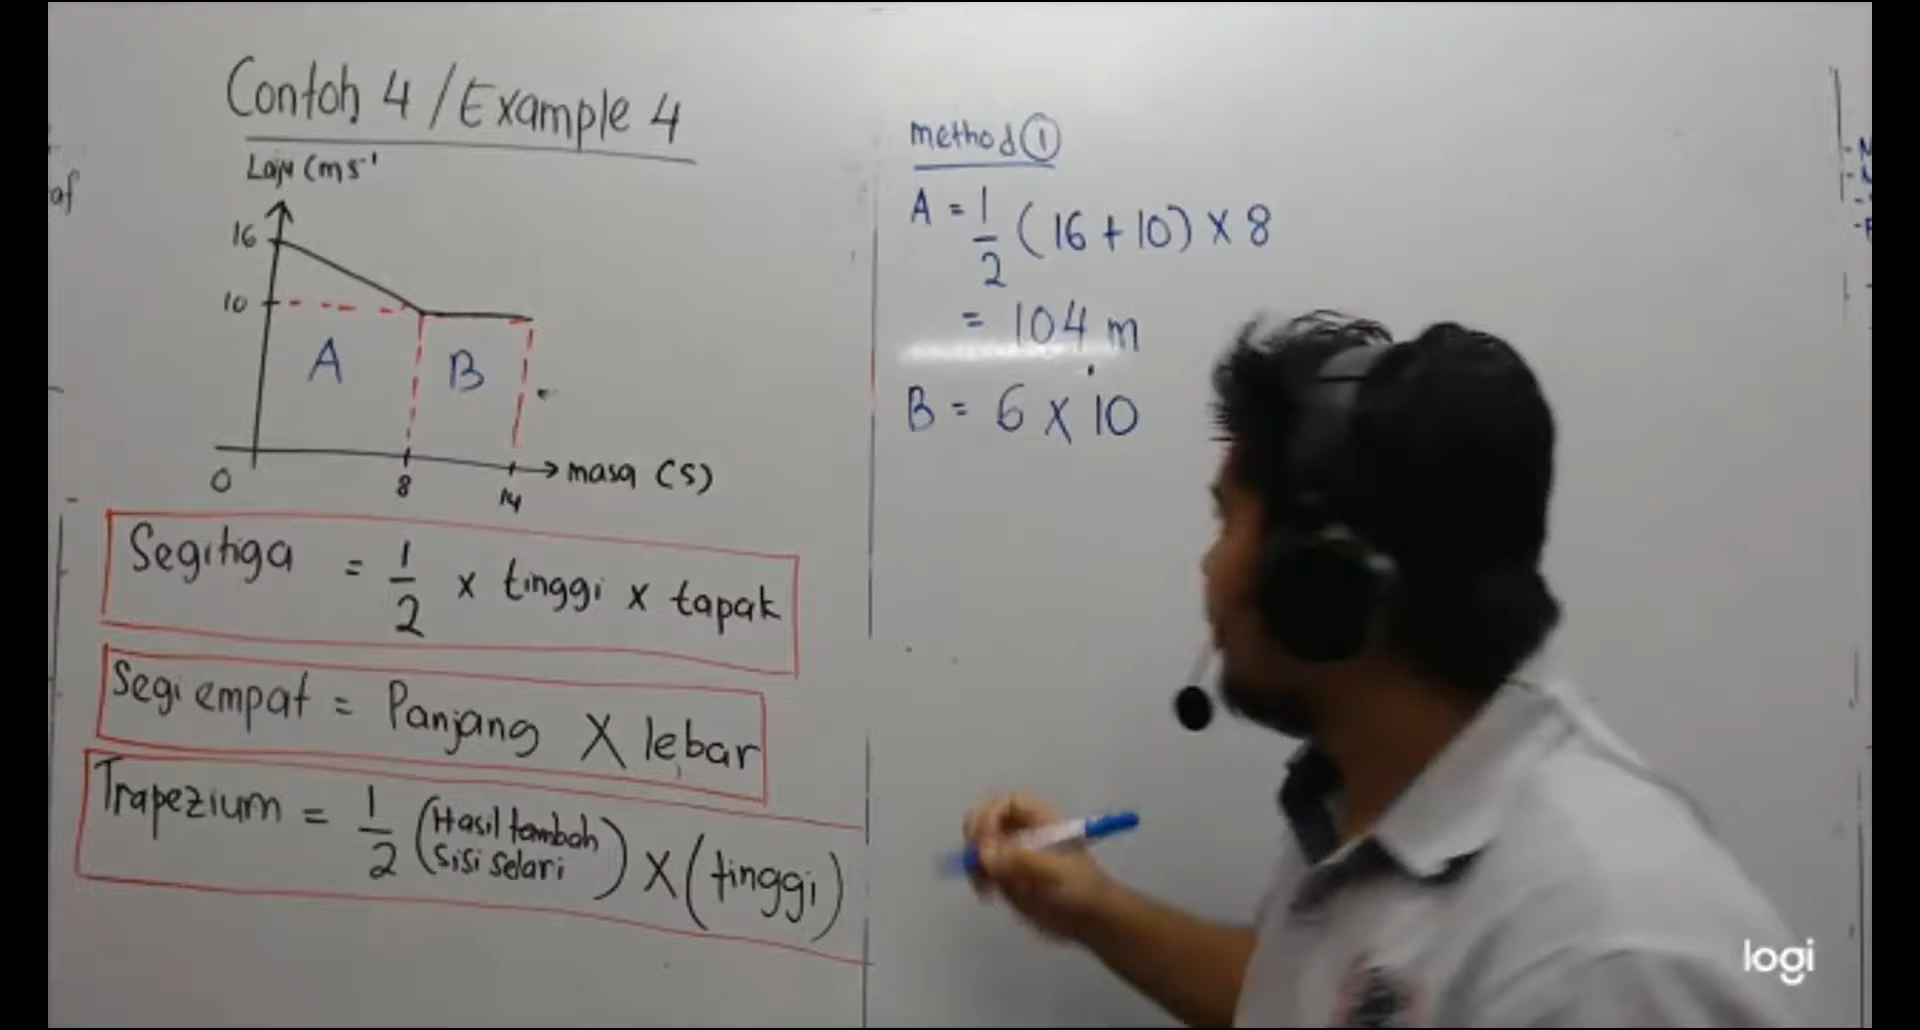 Contoh 4 / Example 4
Laju (ms⁻¹
16
10
A
B
0
8
14
masa (s)
Segitiga = 1/2 x tinggi x tapak
Segi empat = Panjang X lebar
Trapezium = 1/2 (Hasil tambah sisi selari) X (tinggi)
method ①
A = 1/2 (16 + 10) x 8
= 104 m
B = 6 x 10
af
logi